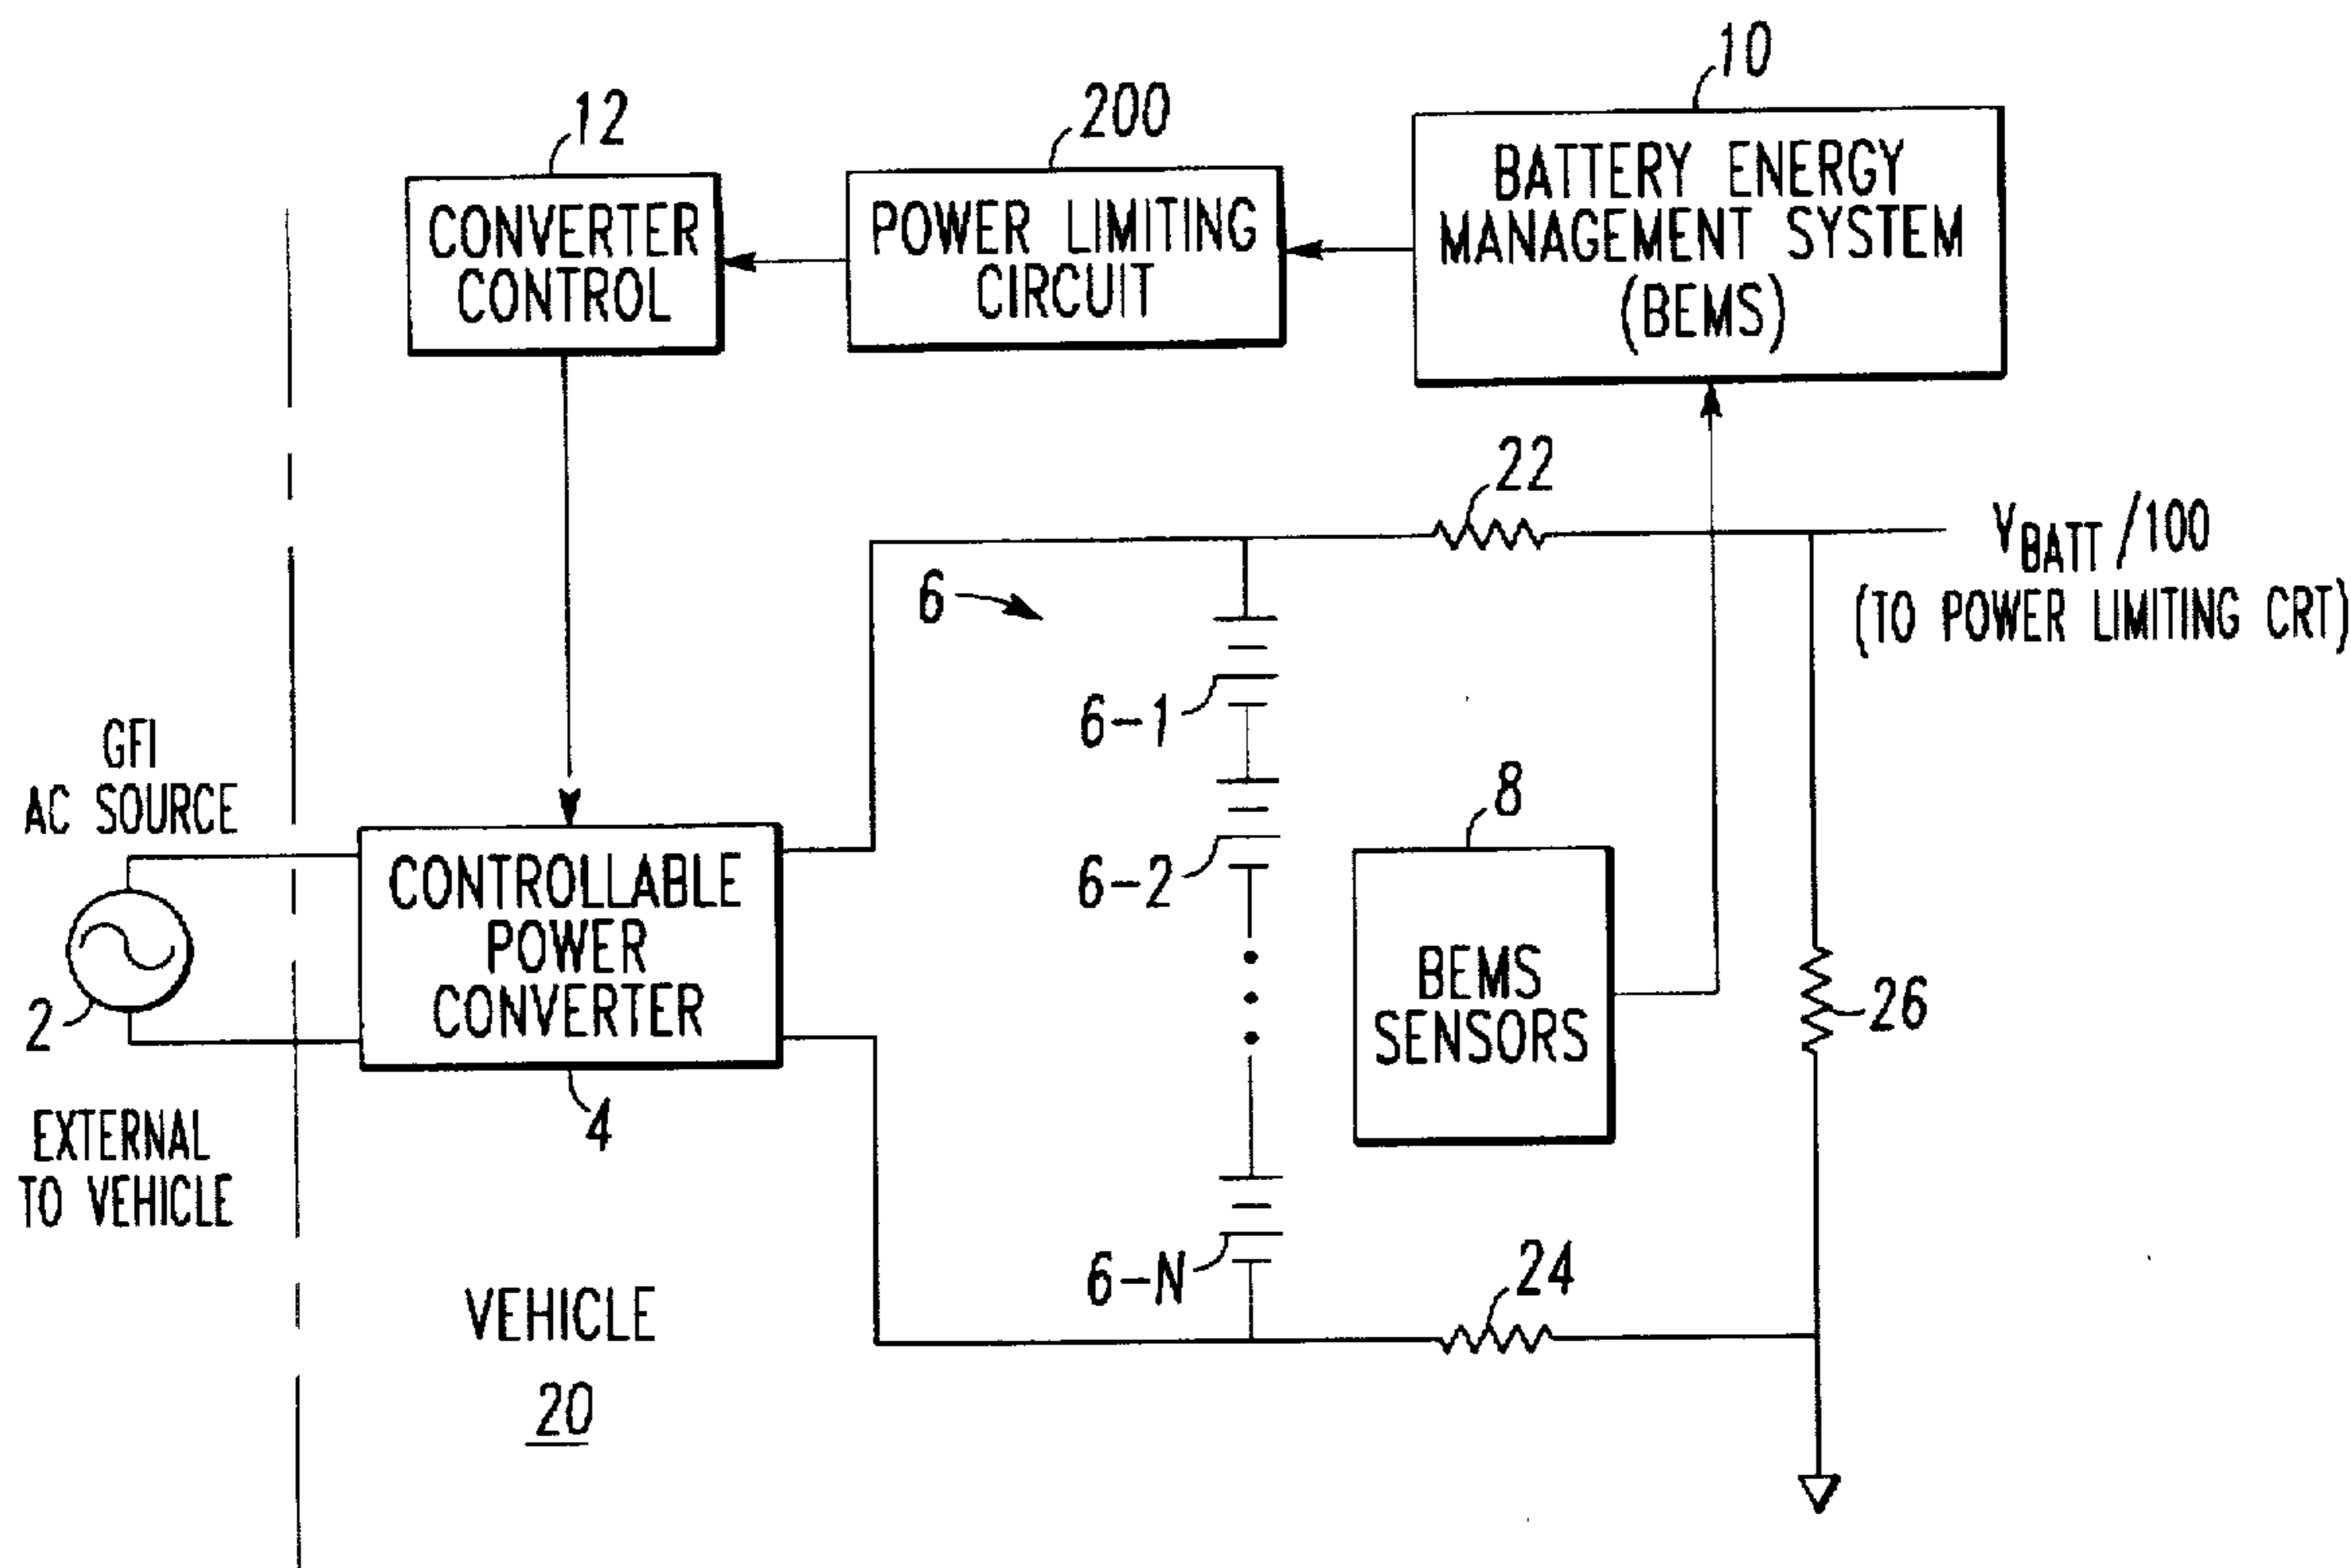 10
12
200
CONVERTER
CONTROL
POWER LIMITING
CIRCUIT
BATTERY ENERGY
MANAGEMENT SYSTEM
(BEMS)
22
VBATT/100
(TO POWER LIMITING CRT)
6
6-1
GFI
AC SOURCE
2
CONTROLLABLE
POWER
CONVERTER
4
6-2
8
BEMS
SENSORS
26
EXTERNAL
TO VEHICLE
6-N
24
VEHICLE
20